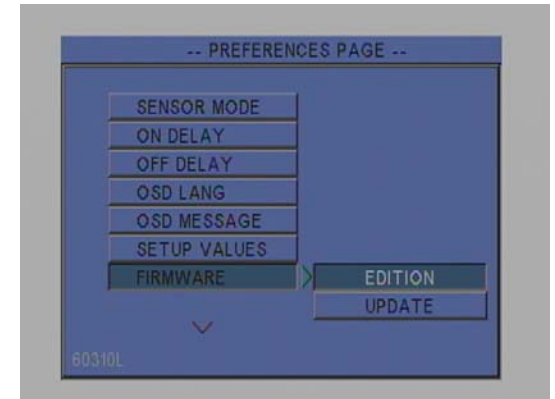 -- PREFERENCES PAGE --
SENSOR MODE
ON DELAY
OFF DELAY
OSD LANG
OSD MESSAGE
SETUP VALUES
FIRMWARE
EDITION
UPDATE
60310L